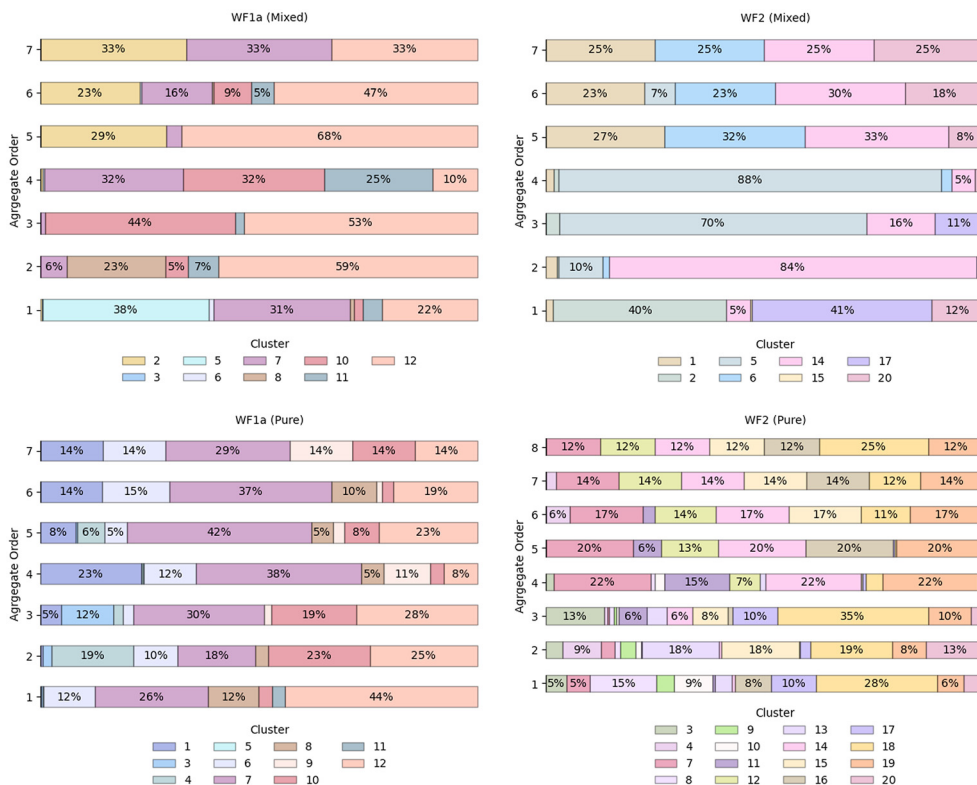 WF1a (Mixed)
Agrgegate Order
7 33% 33% 33%
6 23% 16% 9% 5% 47%
5 29% 68%
4 32% 32% 25% 10%
3 44% 53%
2 6% 23% 5% 7% 59%
1 38% 31% 22%
Cluster
2 5 7 10 12
3 6 8 11
WF2 (Mixed)
Agrgegate Order
7 25% 25% 25% 25%
6 23% 7% 23% 30% 18%
5 27% 32% 33% 8%
4 88% 5%
3 70% 16% 11%
2 10% 84%
1 40% 5% 41% 12%
Cluster
1 5 14 17
2 6 15 20
WF1a (Pure)
Agrgegate Order
7 14% 14% 29% 14% 14% 14%
6 14% 15% 37% 10% 19%
5 8% 6% 5% 42% 5% 8% 23%
4 23% 12% 38% 5% 11% 8%
3 5% 12% 30% 19% 28%
2 19% 10% 18% 23% 25%
1 12% 26% 12% 44%
Cluster
1 5 8 11
3 6 9 12
4 7 10
WF2 (Pure)
Agrgegate Order
8 12% 12% 12% 12% 12% 25% 12%
7 14% 14% 14% 14% 14% 12% 14%
6 6% 17% 14% 17% 17% 11% 17%
5 20% 6% 13% 20% 20% 20%
4 22% 15% 7% 22% 22%
3 13% 6% 6% 8% 10% 35% 10%
2 9% 18% 18% 19% 8% 13%
1 5% 5% 15% 9% 8% 10% 28% 6%
Cluster
3 9 13 17
4 10 14 18
7 11 15 19
8 12 16 20